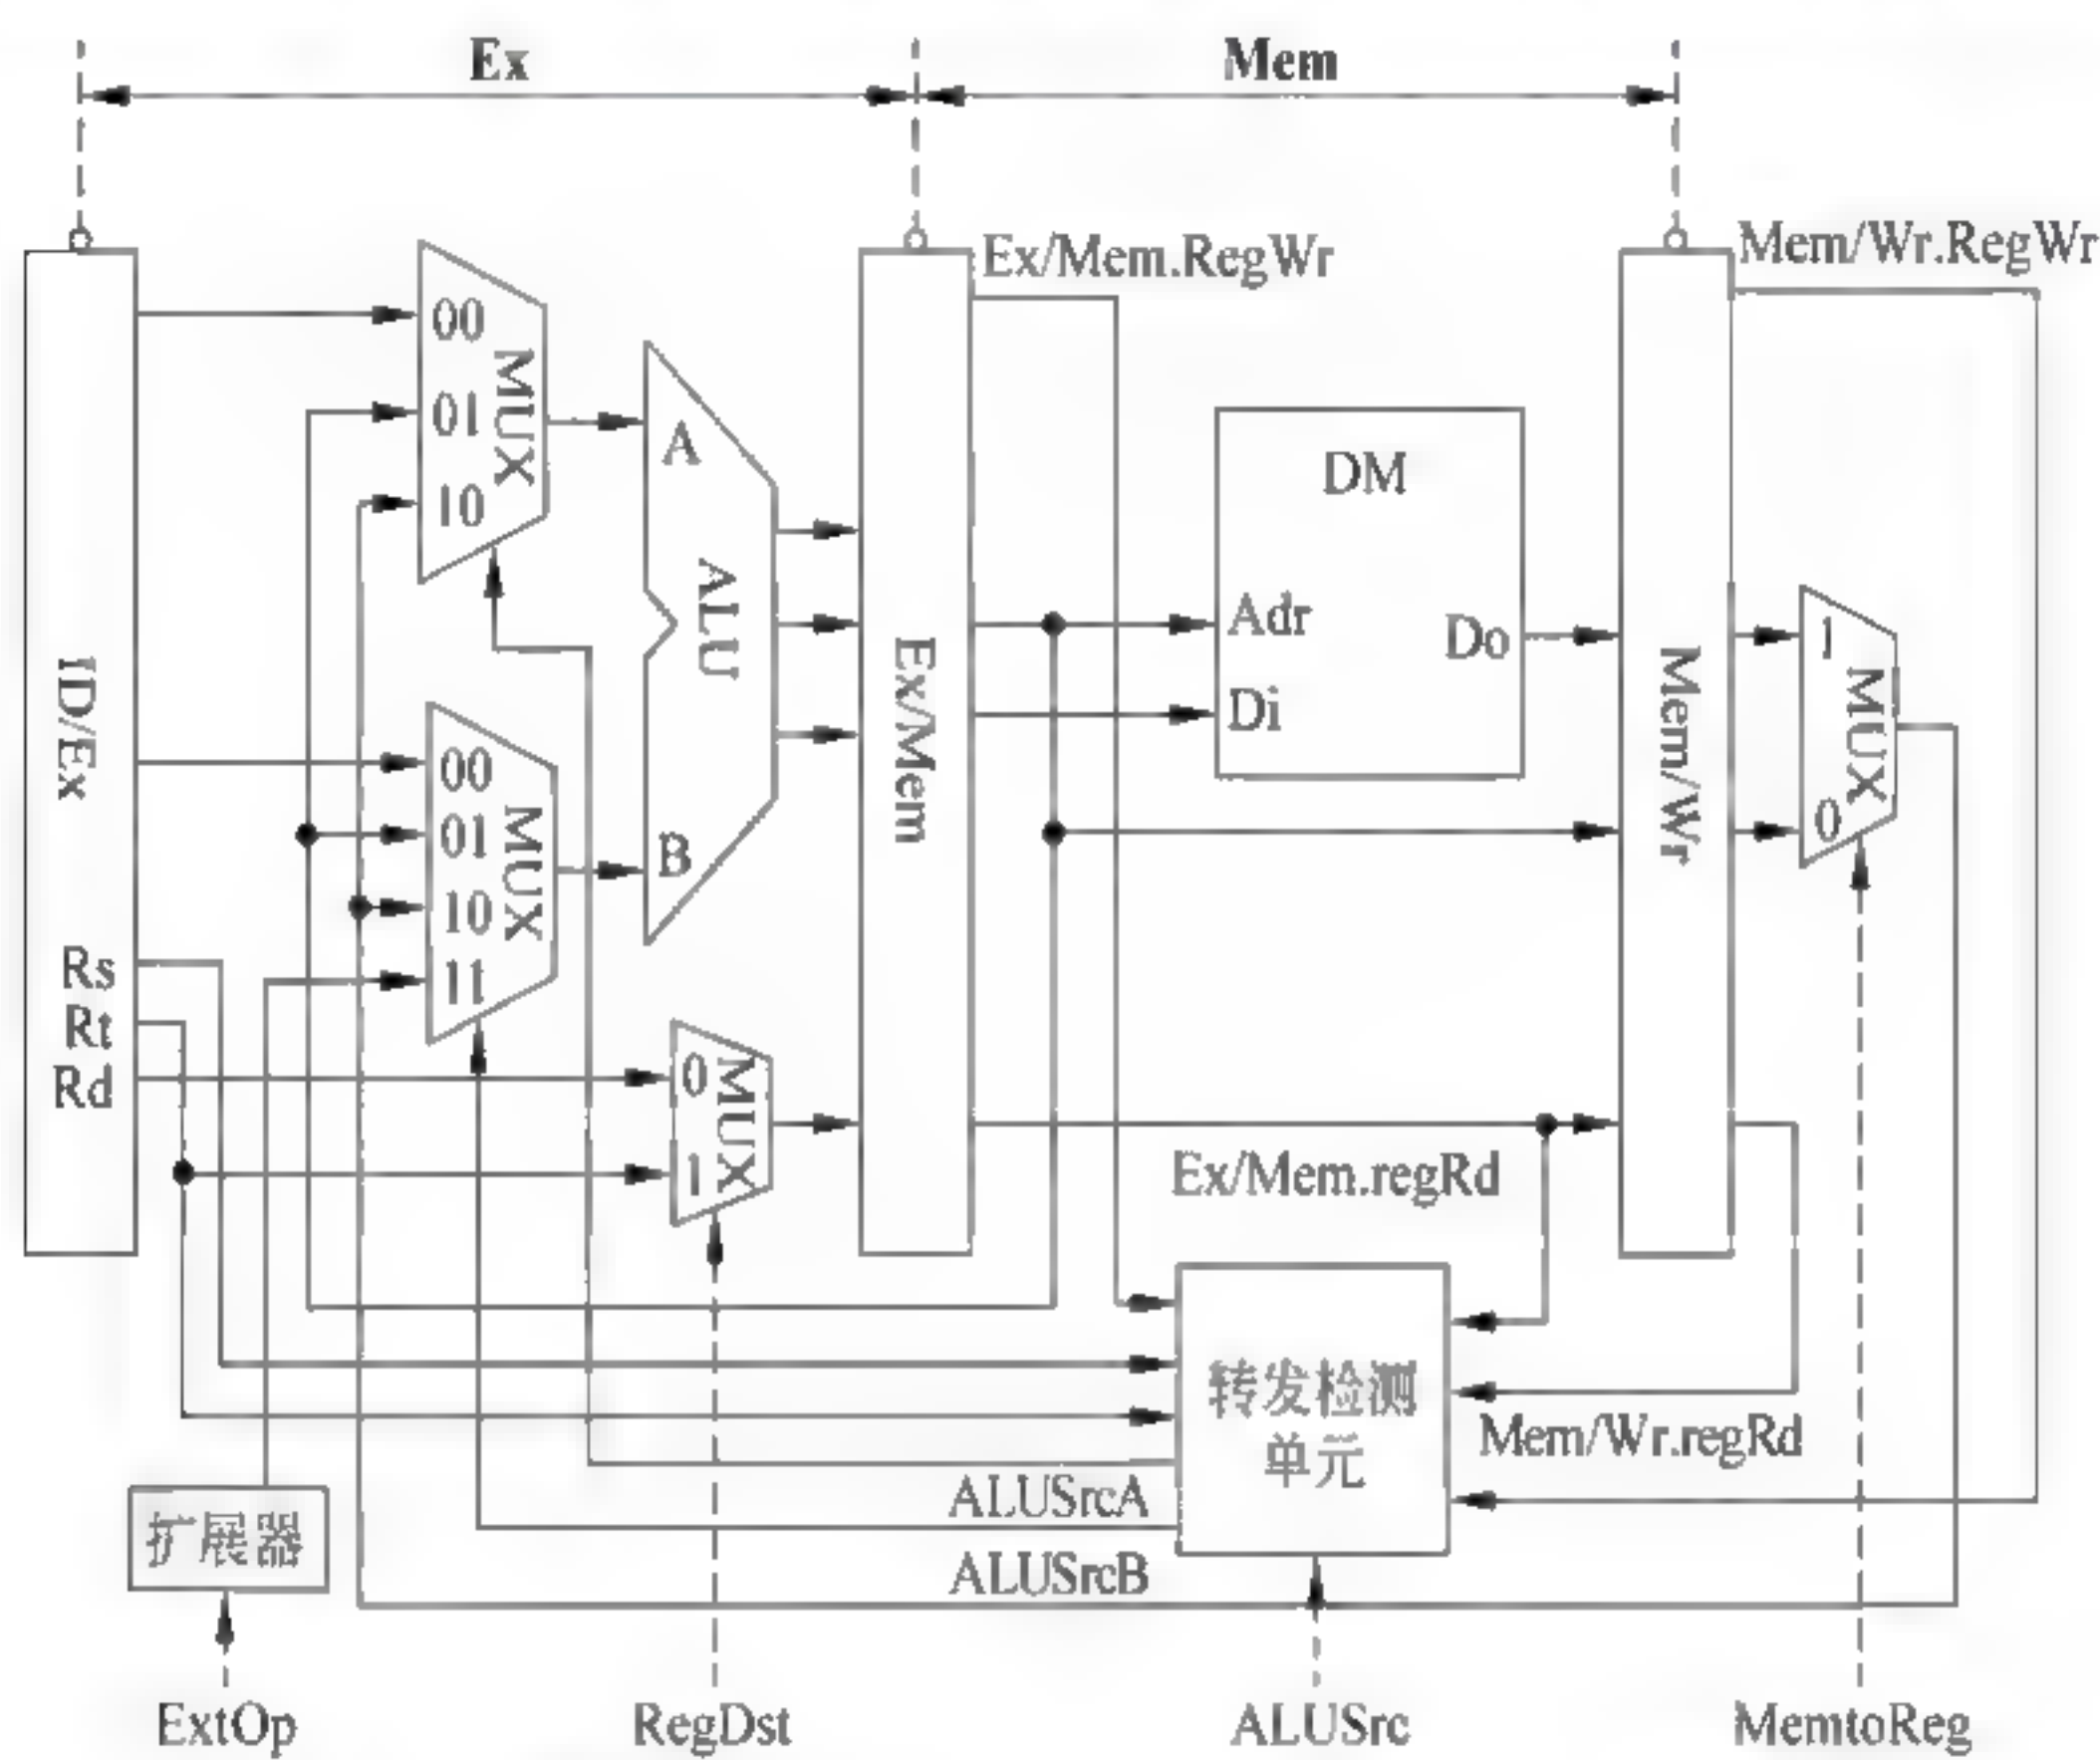 Ex
Mem
Ex/Mem.RegWr
Mem/Wr.RegWr
00
01
10
MUX
A
ALU
B
DM
Adr
Do
Di
ID/Ex
00
01
10
11
MUX
Ex/Mem
Mem/Wr
1
MUX
0
Rs
Rt
Rd
0
MUX
1
Ex/Mem.regRd
转发检测
单元
Mem/Wr.regRd
ALUSrcA
ALUSrcB
扩展器
ExtOp
RegDst
ALUSrc
MemtoReg